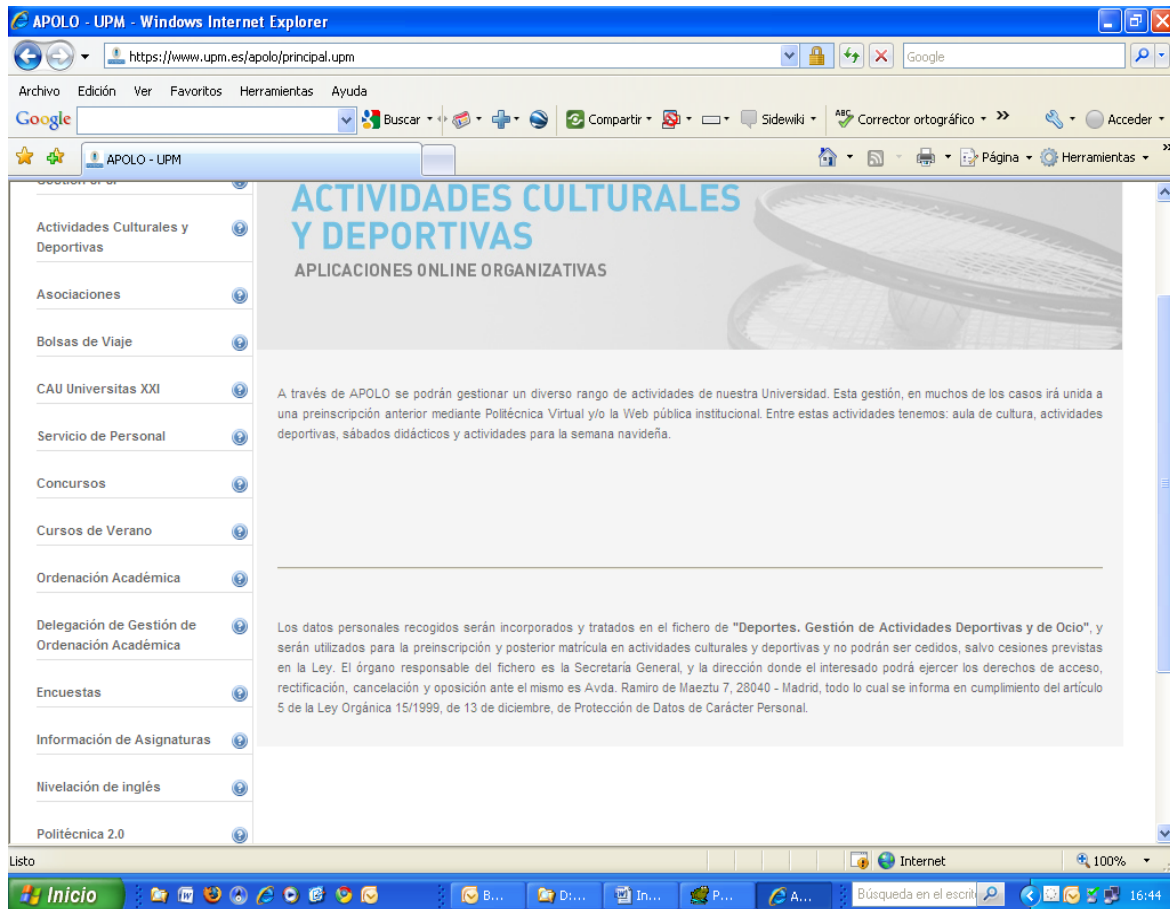 APOLO - UPM - Windows Internet Explorer
https://www.upm.es/apolo/principal.upm
Google
Archivo Edición Ver Favoritos Herramientas Ayuda
Google Buscar Compartir Sidewiki ABC Corrector ortográfico Acceder
APOLO - UPM Página Herramientas
ACTIVIDADES CULTURALES
Y DEPORTIVAS
APLICACIONES ONLINE ORGANIZATIVAS
Actividades Culturales y
Deportivas
Asociaciones
Bolsas de Viaje
CAU Universitas XXI
Servicio de Personal
Concursos
Cursos de Verano
Ordenación Académica
Delegación de Gestión de
Ordenación Académica
Encuestas
Información de Asignaturas
Nivelación de inglés
Politécnica 2.0
A través de APOLO se podrán gestionar un diverso rango de actividades de nuestra Universidad. Esta gestión, en muchos de los casos irá unida a
una preinscripción anterior mediante Politécnica Virtual y/o la Web pública institucional. Entre estas actividades tenemos: aula de cultura, actividades
deportivas, sábados didácticos y actividades para la semana navideña.
Los datos personales recogidos serán incorporados y tratados en el fichero de "Deportes. Gestión de Actividades Deportivas y de Ocio", y
serán utilizados para la preinscripción y posterior matrícula en actividades culturales y deportivas y no podrán ser cedidos, salvo cesiones previstas
en la Ley. El órgano responsable del fichero es la Secretaría General, y la dirección donde el interesado podrá ejercer los derechos de acceso,
rectificación, cancelación y oposición ante el mismo es Avda. Ramiro de Maeztu 7, 28040 - Madrid, todo lo cual se informa en cumplimiento del artículo
5 de la Ley Orgánica 15/1999, de 13 de diciembre, de Protección de Datos de Carácter Personal.
Listo Internet 100%
Inicio B... D:... In... P... A... Búsqueda en el escrit 16:44